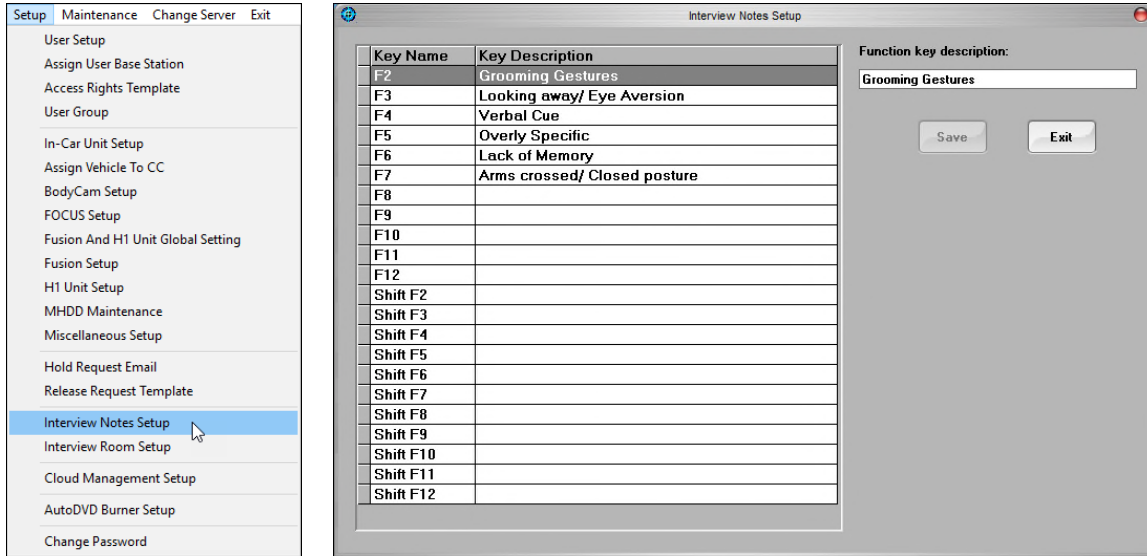 Setup Maintenance Change Server Exit
User Setup
Assign User Base Station
Access Rights Template
User Group
In-Car Unit Setup
Assign Vehicle To CC
BodyCam Setup
FOCUS Setup
Fusion And H1 Unit Global Setting
Fusion Setup
H1 Unit Setup
MHDD Maintenance
Miscellaneous Setup
Hold Request Email
Release Request Template
Interview Notes Setup
Interview Room Setup
Cloud Management Setup
AutoDVD Burner Setup
Change Password
Interview Notes Setup
Key Name Key Description
F2 Grooming Gestures
F3 Looking away/ Eye Aversion
F4 Verbal Cue
F5 Overly Specific
F6 Lack of Memory
F7 Arms crossed/ Closed posture
F8
F9
F10
F11
F12
Shift F2
Shift F3
Shift F4
Shift F5
Shift F6
Shift F7
Shift F8
Shift F9
Shift F10
Shift F11
Shift F12
Function key description:
Grooming Gestures
Save Exit